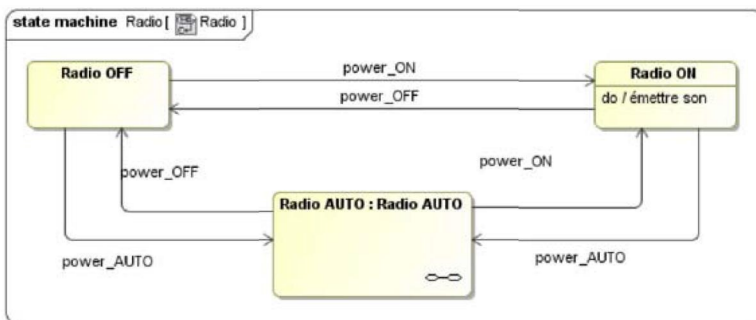 state machine Radio [ Radio ]
Radio OFF
power_ON
Radio ON
power_OFF
do / émettre son
power_OFF
power_ON
Radio AUTO : Radio AUTO
power_AUTO
power_AUTO